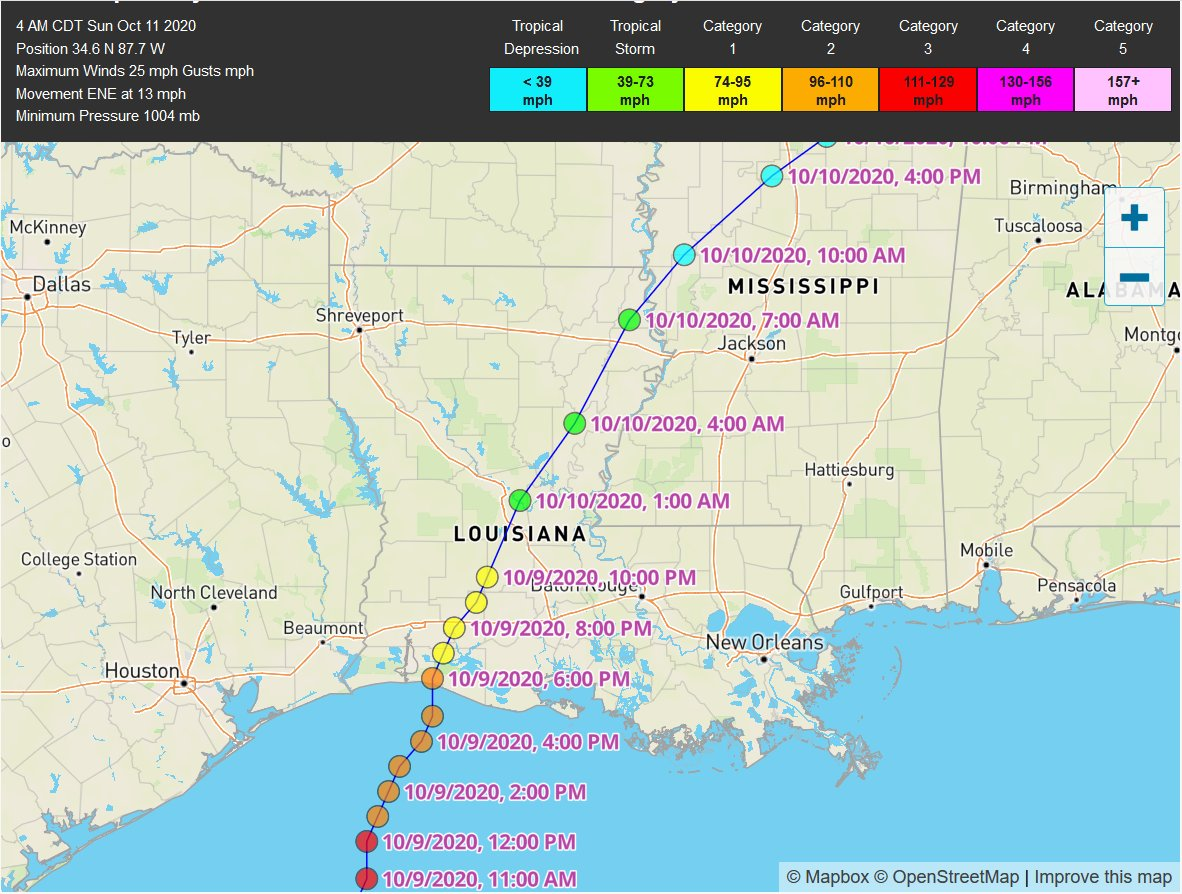 4 AM CDT Sun Oct 11 2020
Position 34.6 N 87.7 W
Maximum Winds 25 mph Gusts mph
Movement ENE at 13 mph
Minimum Pressure 1004 mb
Tropical Depression
Tropical Storm
Category 1
Category 2
Category 3
Category 4
Category 5
< 39 mph
39-73 mph
74-95 mph
96-110 mph
111-129 mph
130-156 mph
157+ mph
10/10/2020, 4:00 PM
Birmingham
+
McKinney
Tuscaloosa
10/10/2020, 10:00 AM
−
Dallas
MISSISSIPPI
ALABAMA
Shreveport
10/10/2020, 7:00 AM
Tyler
Jackson
Montgo
10/10/2020, 4:00 AM
o
Hattiesburg
10/10/2020, 1:00 AM
LOUISIANA
College Station
Mobile
10/9/2020, 10:00 PM
Baton Rouge
Pensacola
North Cleveland
Gulfport
Beaumont
10/9/2020, 8:00 PM
New Orleans
Houston
10/9/2020, 6:00 PM
10/9/2020, 4:00 PM
10/9/2020, 2:00 PM
10/9/2020, 12:00 PM
10/9/2020, 11:00 AM
© Mapbox © OpenStreetMap | Improve this map